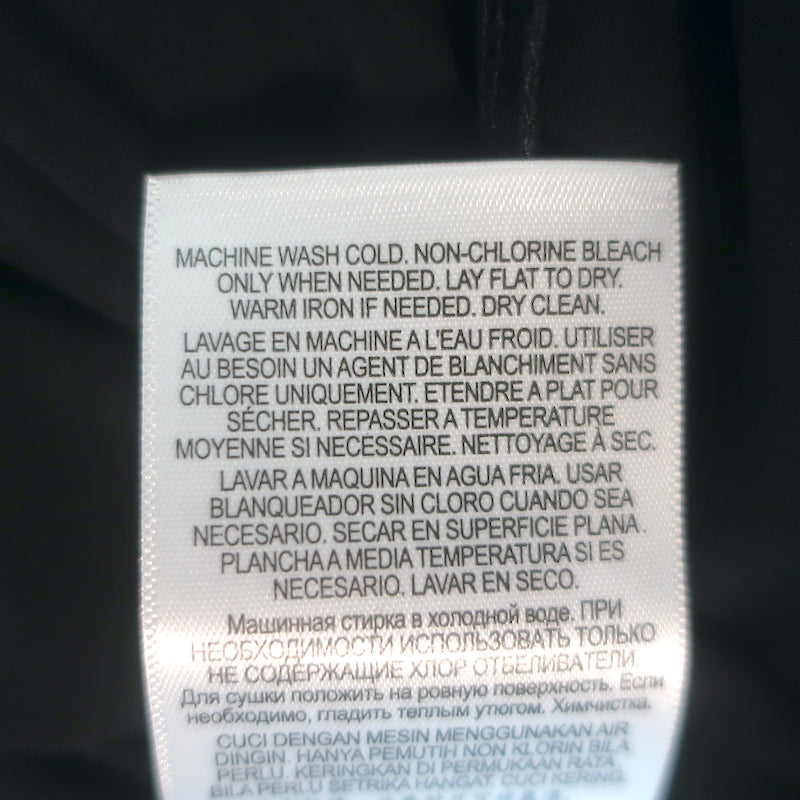 MACHINE WASH COLD. NON-CHLORINE BLEACH
ONLY WHEN NEEDED. LAY FLAT TO DRY.
WARM IRON IF NEEDED. DRY CLEAN.
LAVAGE EN MACHINE A L'EAU FROID. UTILISER
AU BESOIN UN AGENT DE BLANCHIMENT SANS
CHLORE UNIQUEMENT. ETENDRE A PLAT POUR
SÉCHER. REPASSER A TEMPERATURE
MOYENNE SI NECESSAIRE. NETTOYAGE À SEC.
LAVAR A MAQUINA EN AGUA FRIA. USAR
BLANQUEADOR SIN CLORO CUANDO SEA
NECESARIO. SECAR EN SUPERFICIE PLANA.
PLANCHA A MEDIA TEMPERATURA SI ES
NECESARIO. LAVAR EN SECO.
Машинная стирка в холодной воде. ПРИ
НЕОБХОДИМОСТИ ИСПОЛЬЗОВАТЬ ТОЛЬКО
НЕ СОДЕРЖАЩИЕ ХЛОР ОТБЕЛИВАТЕЛИ.
Для сушки положить на ровную поверхность. Если
необходимо, гладить теплым утюгом. Химчистка.
CUCI DENGAN MESIN MENGGUNAKAN AIR
DINGIN. HANYA PEMUTIH NON KLORIN BILA
PERLU. KERINGKAN DI PERMUKAAN RATA.
BILA PERLU SETRIKA HANGAT. CUCI KERING.